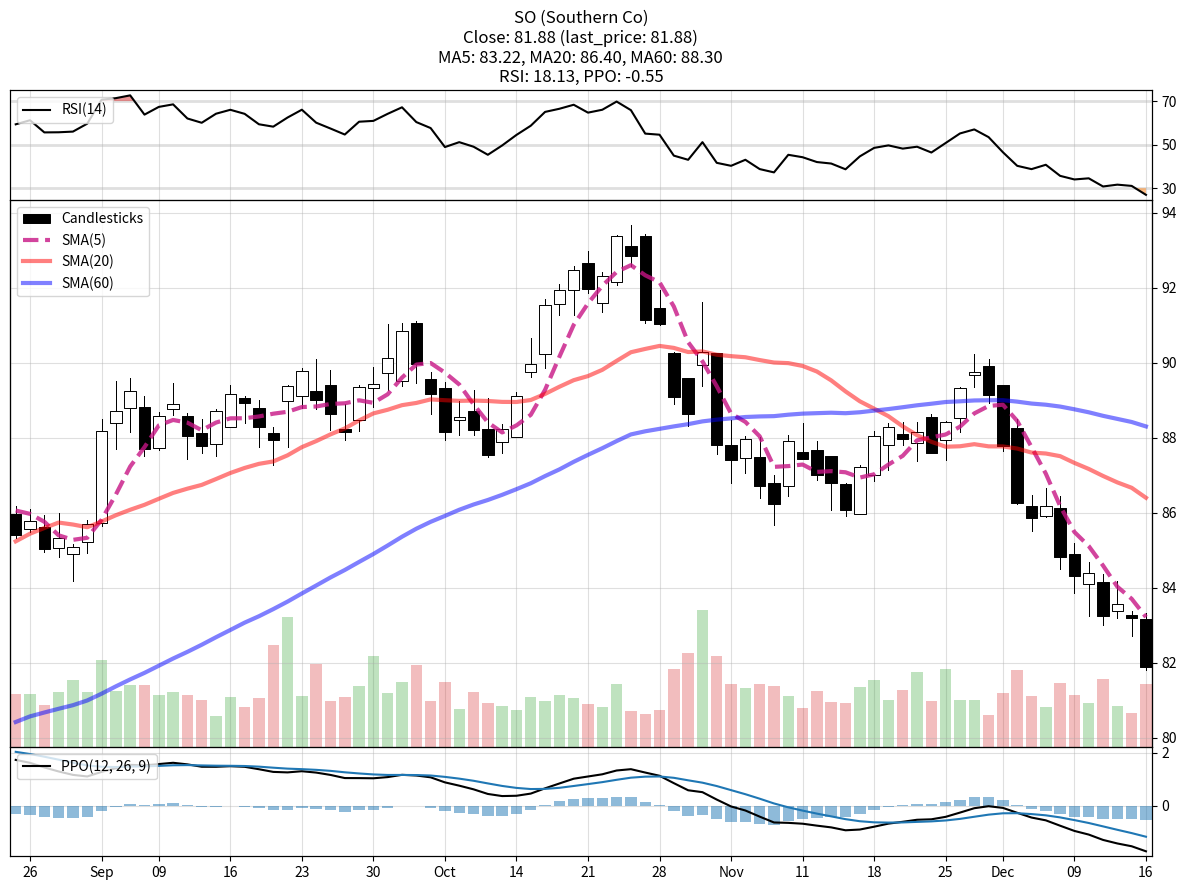 SO (Southern Co)
Close: 81.88 (last_price: 81.88)
MA5: 83.22, MA20: 86.40, MA60: 88.30
RSI: 18.13, PPO: -0.55
RSI(14)
70
50
30
Candlesticks
SMA(5)
SMA(20)
SMA(60)
94
92
90
88
86
84
82
80
PPO(12,26,9)
2
0
26 Sep 09 16 23 30 Oct 14 21 28 Nov 11 18 25 Dec 09 16